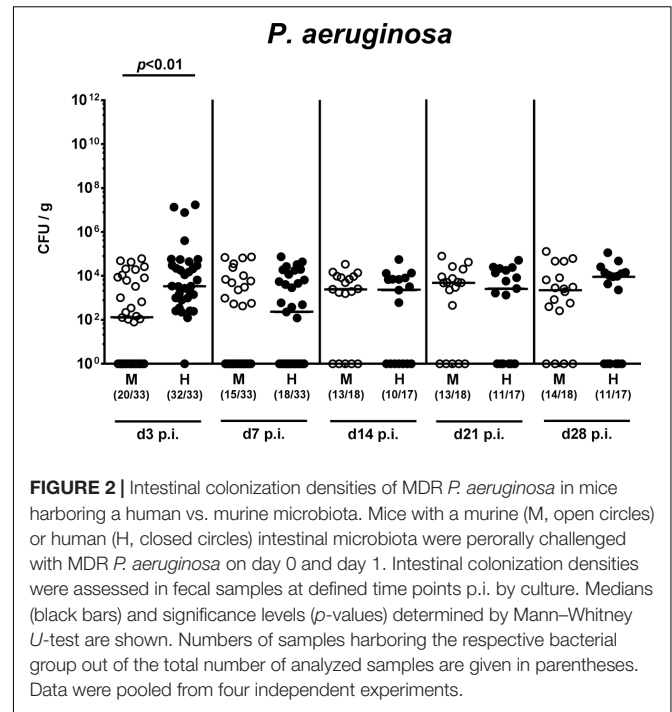 P. aeruginosa
p<0.01
CFU / g
10¹²
10¹⁰
10⁸
10⁶
10⁴
10²
10⁰
M H M H M H M H M H
(20/33) (32/33) (15/33) (18/33) (13/18) (10/17) (13/18) (11/17) (14/18) (11/17)
d3 p.i. d7 p.i. d14 p.i. d21 p.i. d28 p.i.
FIGURE 2 | Intestinal colonization densities of MDR P. aeruginosa in mice
harboring a human vs. murine microbiota. Mice with a murine (M, open circles)
or human (H, closed circles) intestinal microbiota were perorally challenged
with MDR P. aeruginosa on day 0 and day 1. Intestinal colonization densities
were assessed in fecal samples at defined time points p.i. by culture. Medians
(black bars) and significance levels (p-values) determined by Mann–Whitney
U-test are shown. Numbers of samples harboring the respective bacterial
group out of the total number of analyzed samples are given in parentheses.
Data were pooled from four independent experiments.